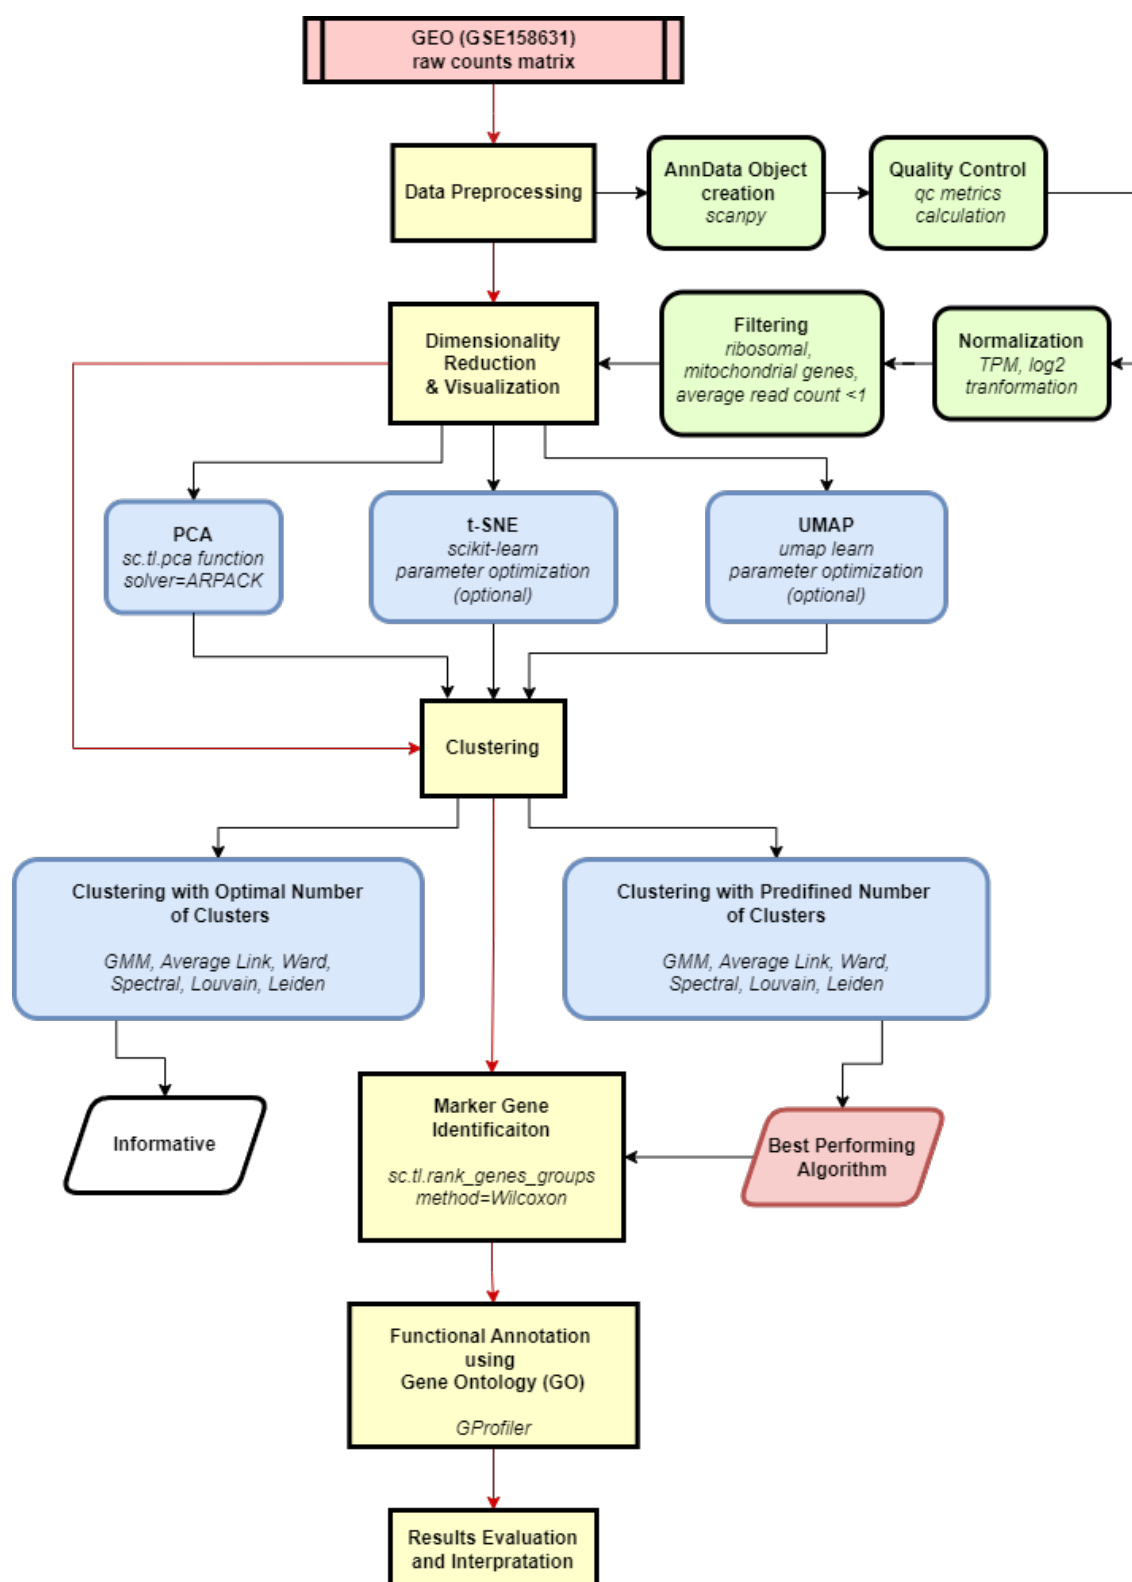 GEO (GSE158631)
raw counts matrix
Data Preprocessing
AnnData Object
creation
scanpy
Quality Control
qc metrics
calculation
Dimensionality
Reduction
& Visualization
Filtering
ribosomal,
mitochondrial genes,
average read count <1
Normalization
TPM, log2
tranformation
PCA
sc.tl.pca function
solver=ARPACK
t-SNE
scikit-learn
parameter optimization
(optional)
UMAP
umap learn
parameter optimization
(optional)
Clustering
Clustering with Optimal Number
of Clusters
GMM, Average Link, Ward,
Spectral, Louvain, Leiden
Clustering with Predifined Number
of Clusters
GMM, Average Link, Ward,
Spectral, Louvain, Leiden
Informative
Marker Gene
Identificaiton
sc.tl.rank_genes_groups
method=Wilcoxon
Best Performing
Algorithm
Functional Annotation
using
Gene Ontology (GO)
GProfiler
Results Evaluation
and Interpratation